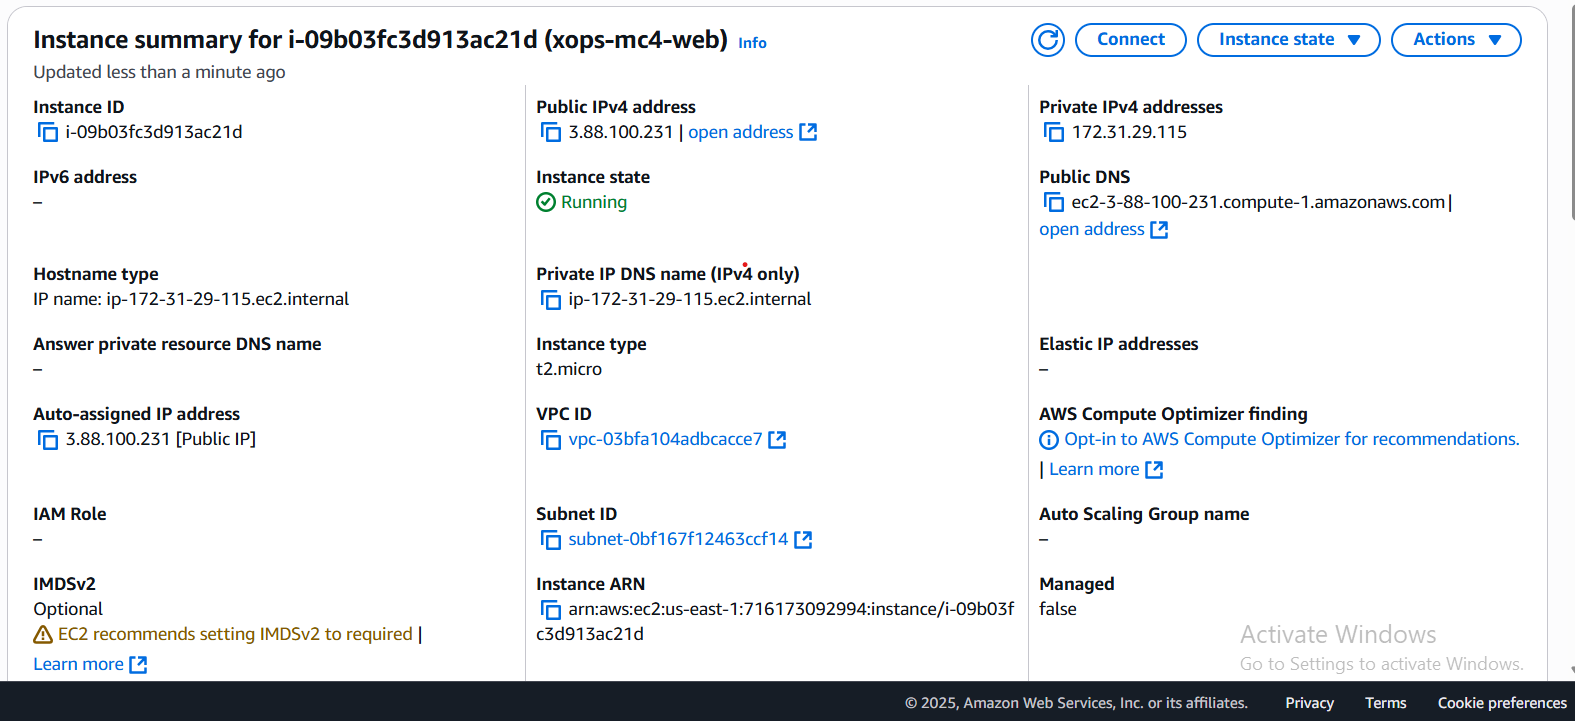 Instance summary for i-09b03fc3d913ac21d (xops-mc4-web) Info
Connect
Instance state
Actions
Updated less than a minute ago
Instance ID
i-09b03fc3d913ac21d
Public IPv4 address
3.88.100.231 | open address
Private IPv4 addresses
172.31.29.115
IPv6 address
–
Instance state
Running
Public DNS
ec2-3-88-100-231.compute-1.amazonaws.com |
open address
Hostname type
IP name: ip-172-31-29-115.ec2.internal
Private IP DNS name (IPv4 only)
ip-172-31-29-115.ec2.internal
Answer private resource DNS name
–
Instance type
t2.micro
Elastic IP addresses
–
Auto-assigned IP address
3.88.100.231 [Public IP]
VPC ID
vpc-03bfa104adbcacce7
AWS Compute Optimizer finding
Opt-in to AWS Compute Optimizer for recommendations.
| Learn more
IAM Role
–
Subnet ID
subnet-0bf167f12463ccf14
Auto Scaling Group name
–
IMDSv2
Optional
EC2 recommends setting IMDSv2 to required |
Learn more
Instance ARN
arn:aws:ec2:us-east-1:716173092994:instance/i-09b03f
c3d913ac21d
Managed
false
Activate Windows
Go to Settings to activate Windows.
© 2025, Amazon Web Services, Inc. or its affiliates.
Privacy
Terms
Cookie preferences